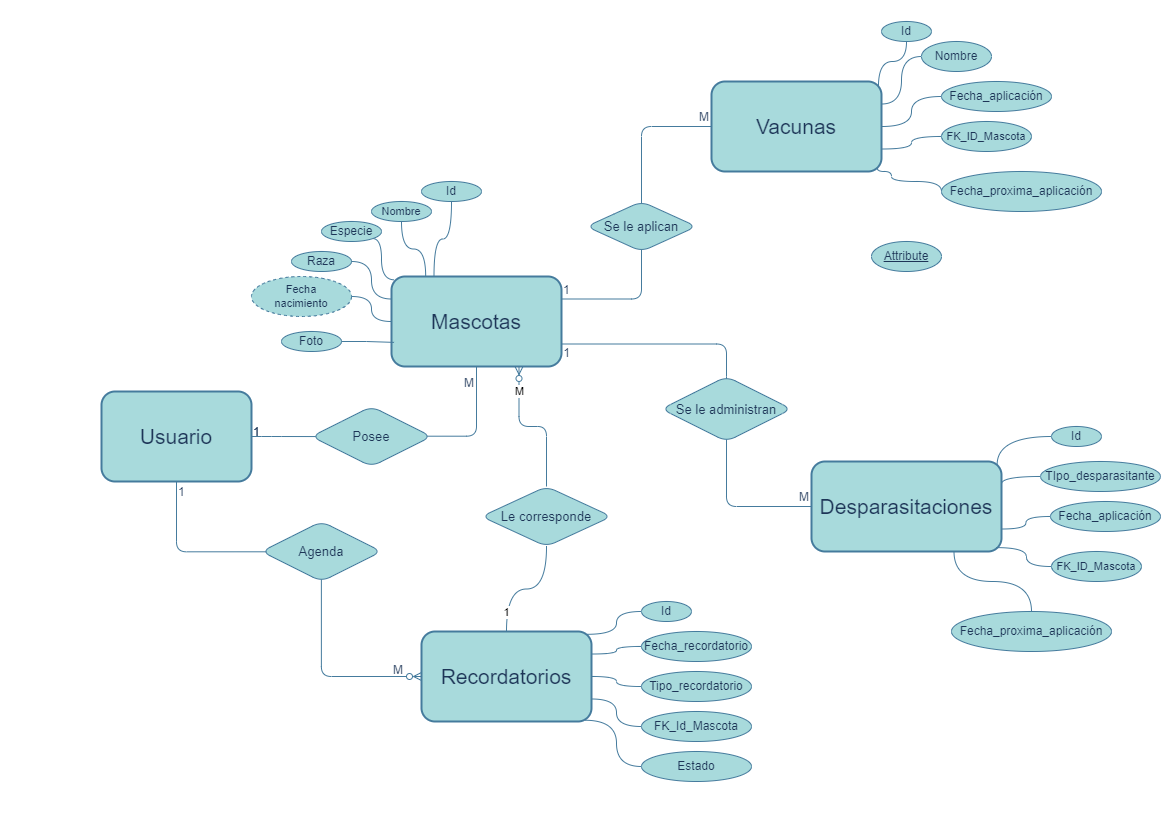 Id
Nombre
Fecha_aplicación
FK_ID_Mascota
Fecha_proxima_aplicación
Vacunas
M
Se le aplican
Attribute
Id
Nombre
Especie
Raza
Fecha
nacimiento
Foto
Mascotas
1
1
M
M
Se le administran
Usuario
1
Posee
1
Agenda
Le corresponde
1
M
Desparasitaciones
Id
TIpo_desparasitante
Fecha_aplicación
FK_ID_Mascota
Fecha_proxima_aplicación
M
Recordatorios
Id
Fecha_recordatorio
Tipo_recordatorio
FK_Id_Mascota
Estado